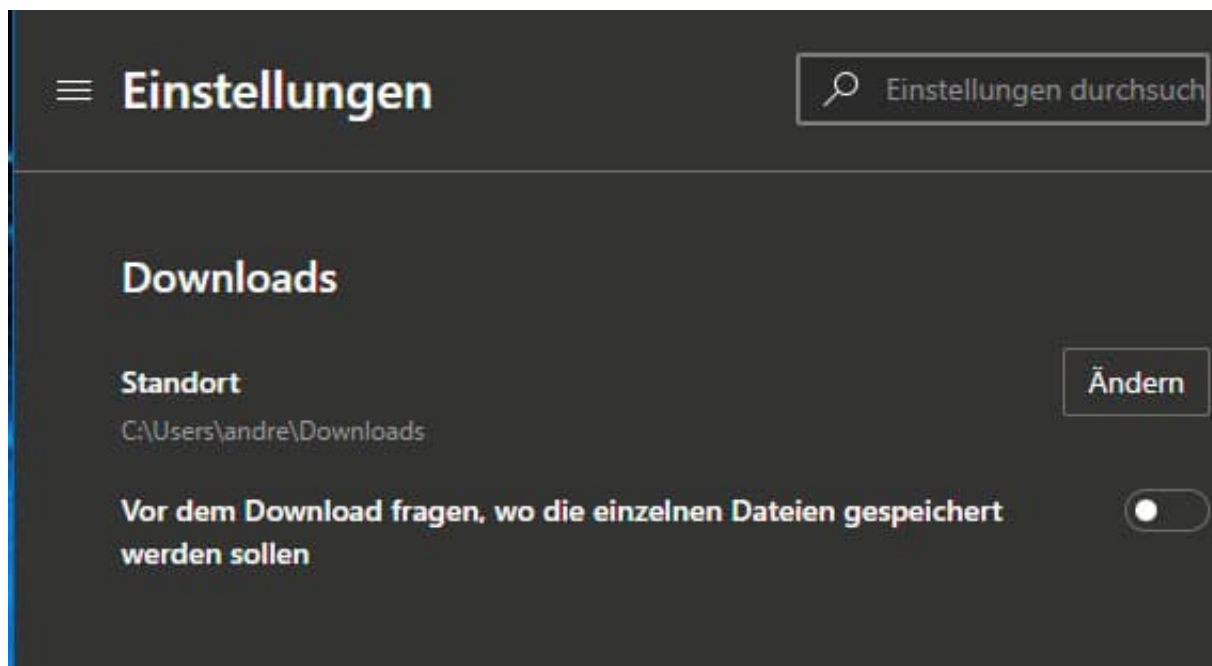 Einstellungen
Einstellungen durchsuch
Downloads
Standort
Ändern
C:\Users\andre\Downloads
Vor dem Download fragen, wo die einzelnen Dateien gespeichert
werden sollen